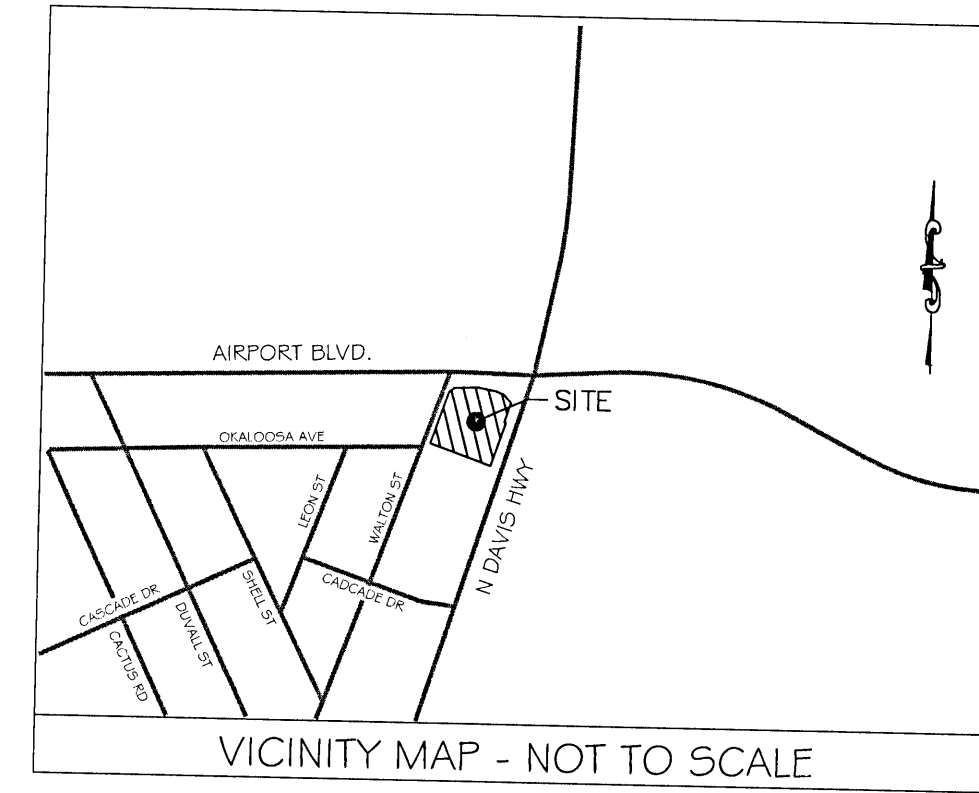 AIRPORT BLVD.
SITE
OKALOOSA AVE
LEON ST
WALTON ST
N DAVIS HWY
CASCADE DR
SHELL ST
CADCADE DR
DUVALL ST
CACTUS RD
VICINITY MAP - NOT TO SCALE